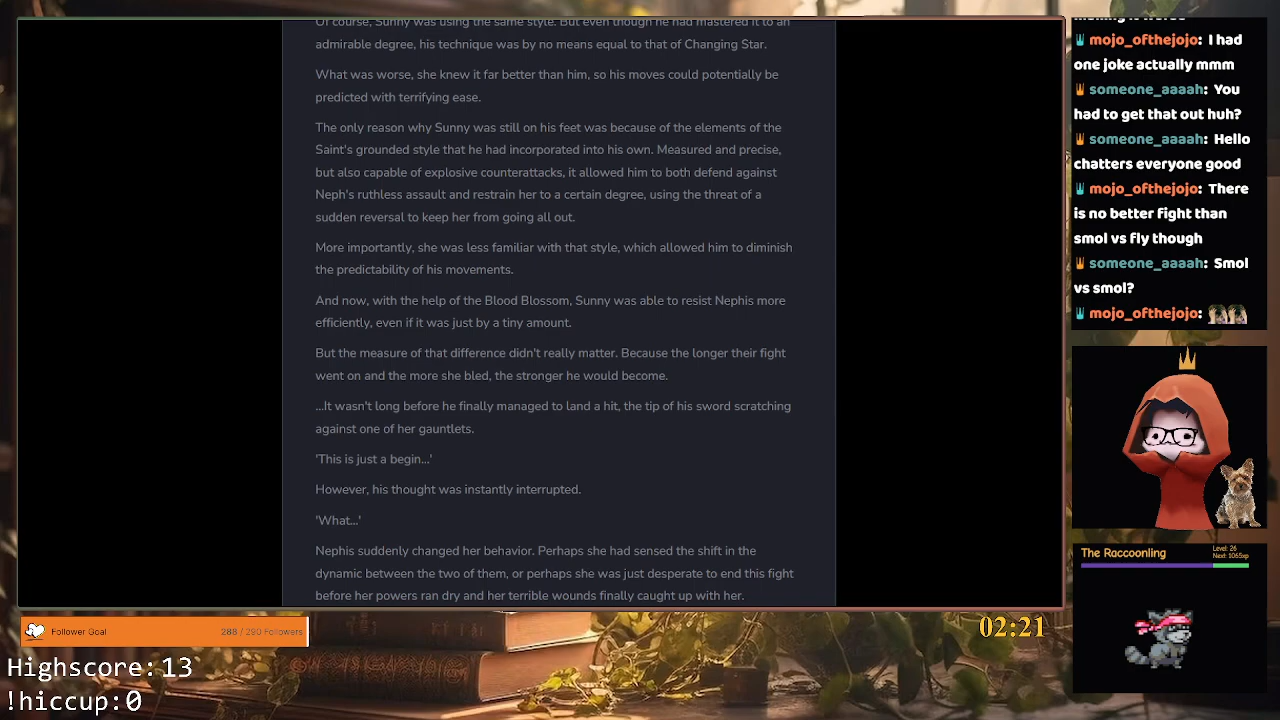 Of course, Sunny was using the same style. But even though he had mastered it to an
admirable degree, his technique was by no means equal to that of Changing Star.
What was worse, she knew it far better than him, so his moves could potentially be
predicted with terrifying ease.
The only reason why Sunny was still on his feet was because of the elements of the
Saint's grounded style that he had incorporated into his own. Measured and precise,
but also capable of explosive counterattacks, it allowed him to both defend against
Neph's ruthless assault and restrain her to a certain degree, using the threat of a
sudden reversal to keep her from going all out.
More importantly, she was less familiar with that style, which allowed him to diminish
the predictability of his movements.
And now, with the help of the Blood Blossom, Sunny was able to resist Nephis more
efficiently, even if it was just by a tiny amount.
But the measure of that difference didn't really matter. Because the longer their fight
went on and the more she bled, the stronger he would become.
...It wasn't long before he finally managed to land a hit, the tip of his sword scratching
against one of her gauntlets.
'This is just a begin...'
However, his thought was instantly interrupted.
'What...'
Nephis suddenly changed her behavior. Perhaps she had sensed the shift in the
dynamic between the two of them, or perhaps she was just desperate to end this fight
before her powers ran dry and her terrible wounds finally caught up with her.
mojo_ofthejojo: I had
one joke actually mmm
someone_aaaah: You
had to get that out huh?
someone_aaaah: Hello
chatters everyone good
mojo_ofthejojo: There
is no better fight than
smol vs fly though
someone_aaaah: Smol
vs smol?
mojo_ofthejojo:
The Raccoonling
Level: 26
Next: 1065xp
Follower Goal
288 / 290 Followers
02:21
Highscore:13
!hiccup:0